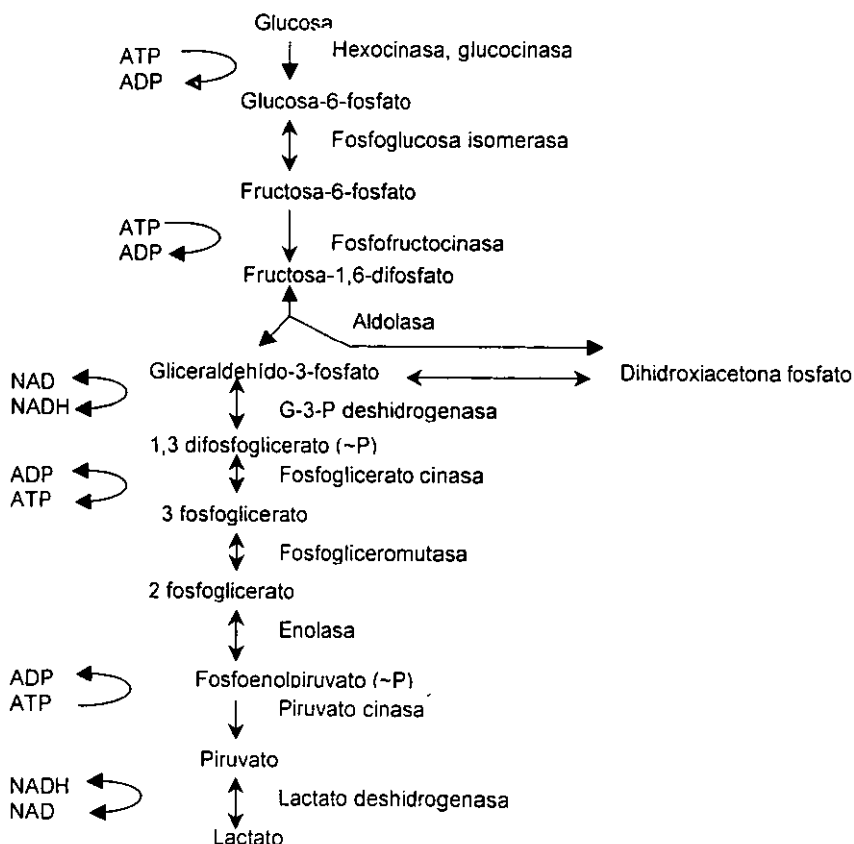 Glucosa
ATP
Hexocinasa, glucocinasa
ADP
Glucosa-6-fosfato
Fosfoglucosa isomerasa
Fructosa-6-fosfato
ATP
ADP
Fosfofructocinasa
Fructosa-1,6-difosfato
Aldolasa
Gliceraldehído-3-fosfato
Dihidroxiacetona fosfato
NAD
NADH
G-3-P deshidrogenasa
1,3 difosfoglicerato (~P)
ADP
ATP
Fosfoglicerato cinasa
3 fosfoglicerato
Fosfogliceromutasa
2 fosfoglicerato
Enolasa
ADP
ATP
Fosfoenolpiruvato (~P)
Piruvato cinasa
Piruvato
NADH
NAD
Lactato deshidrogenasa
Lactato